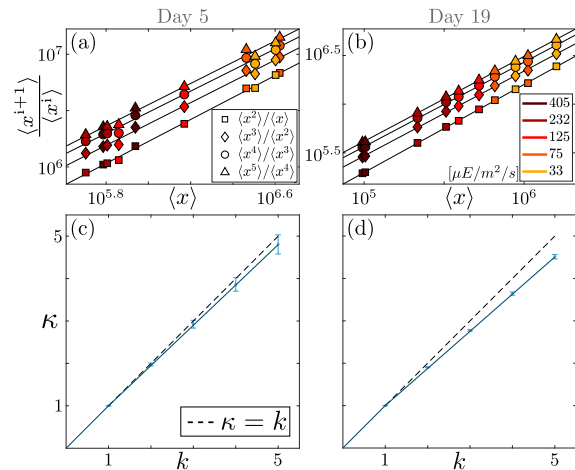 Day 5
Day 19
(a)
(b)
10^7
10^6
⟨x^{i+1}⟩
⟨x^i⟩
⟨x^2⟩/⟨x⟩
⟨x^3⟩/⟨x^2⟩
⟨x^4⟩/⟨x^3⟩
⟨x^5⟩/⟨x^4⟩
10^{5.8}
⟨x⟩
10^{6.6}
10^{6.5}
10^{5.5}
405
232
125
75
33
[μE/m^2/s]
10^5
⟨x⟩
10^6
(c)
(d)
5
κ
1
κ = k
1
k
5
1
k
5